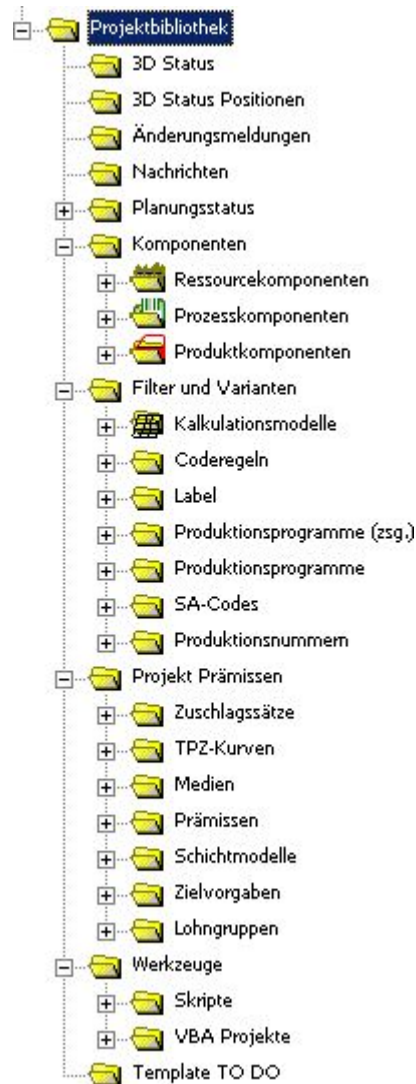 Projektbibliothek
3D Status
3D Status Positionen
Änderungsmeldungen
Nachrichten
Planungsstatus
Komponenten
Ressourcekomponenten
Prozesskomponenten
Produktkomponenten
Filter und Varianten
Kalkulationsmodelle
Coderegeln
Label
Produktionsprogramme (zsg.)
Produktionsprogramme
SA-Codes
Produktionsnummern
Projekt Prämissen
Zuschlagssätze
TPZ-Kurven
Medien
Prämissen
Schichtmodelle
Zielvorgaben
Lohngruppen
Werkzeuge
Skripte
VBA Projekte
Template TO DO